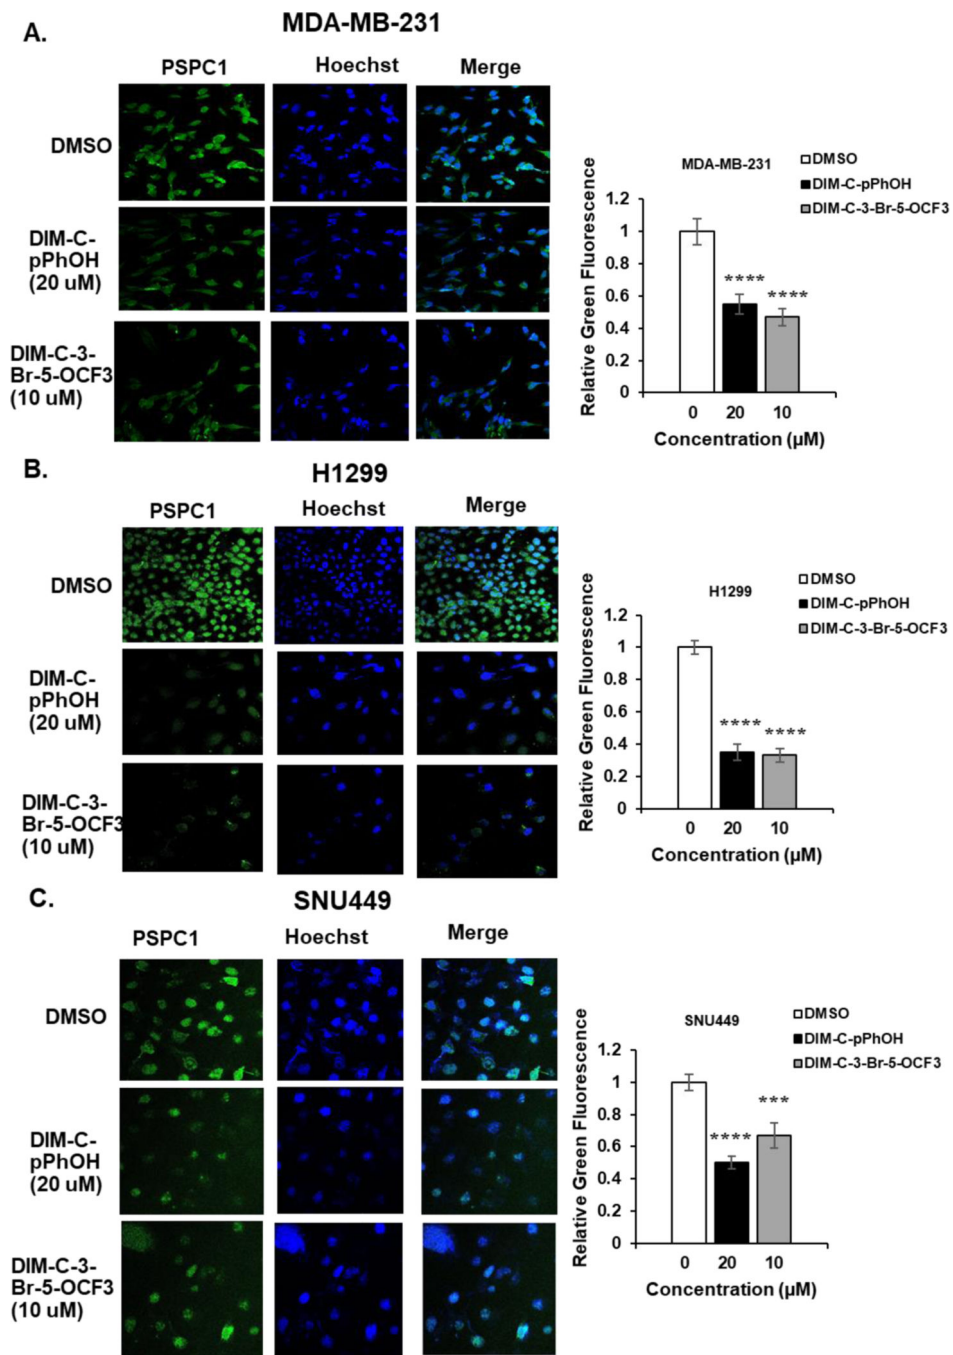 A.
MDA-MB-231
PSPC1
Hoechst
Merge
DMSO
DIM-C-
pPhOH
(20 uM)
DIM-C-3-
Br-5-OCF3
(10 uM)
MDA-MB-231
DMSO
DIM-C-pPhOH
DIM-C-3-Br-5-OCF3
Relative Green Fluorescence
1.2
1
0.8
0.6
0.4
0.2
0
****
****
0
20
10
Concentration (µM)
B.
H1299
PSPC1
Hoechst
Merge
DMSO
DIM-C-
pPhOH
(20 uM)
DIM-C-3-
Br-5-OCF3
(10 uM)
H1299
DMSO
DIM-C-pPhOH
DIM-C-3-Br-5-OCF3
Relative Green Fluorescence
1.2
1
0.8
0.6
0.4
0.2
0
****
****
0
20
10
Concentration (µM)
C.
SNU449
PSPC1
Hoechst
Merge
DMSO
DIM-C-
pPhOH
(20 uM)
DIM-C-3-
Br-5-OCF3
(10 uM)
SNU449
DMSO
DIM-C-pPhOH
DIM-C-3-Br-5-OCF3
Relative Green Fluorescence
1.2
1
0.8
0.6
0.4
0.2
0
****
***
0
20
10
Concentration (µM)